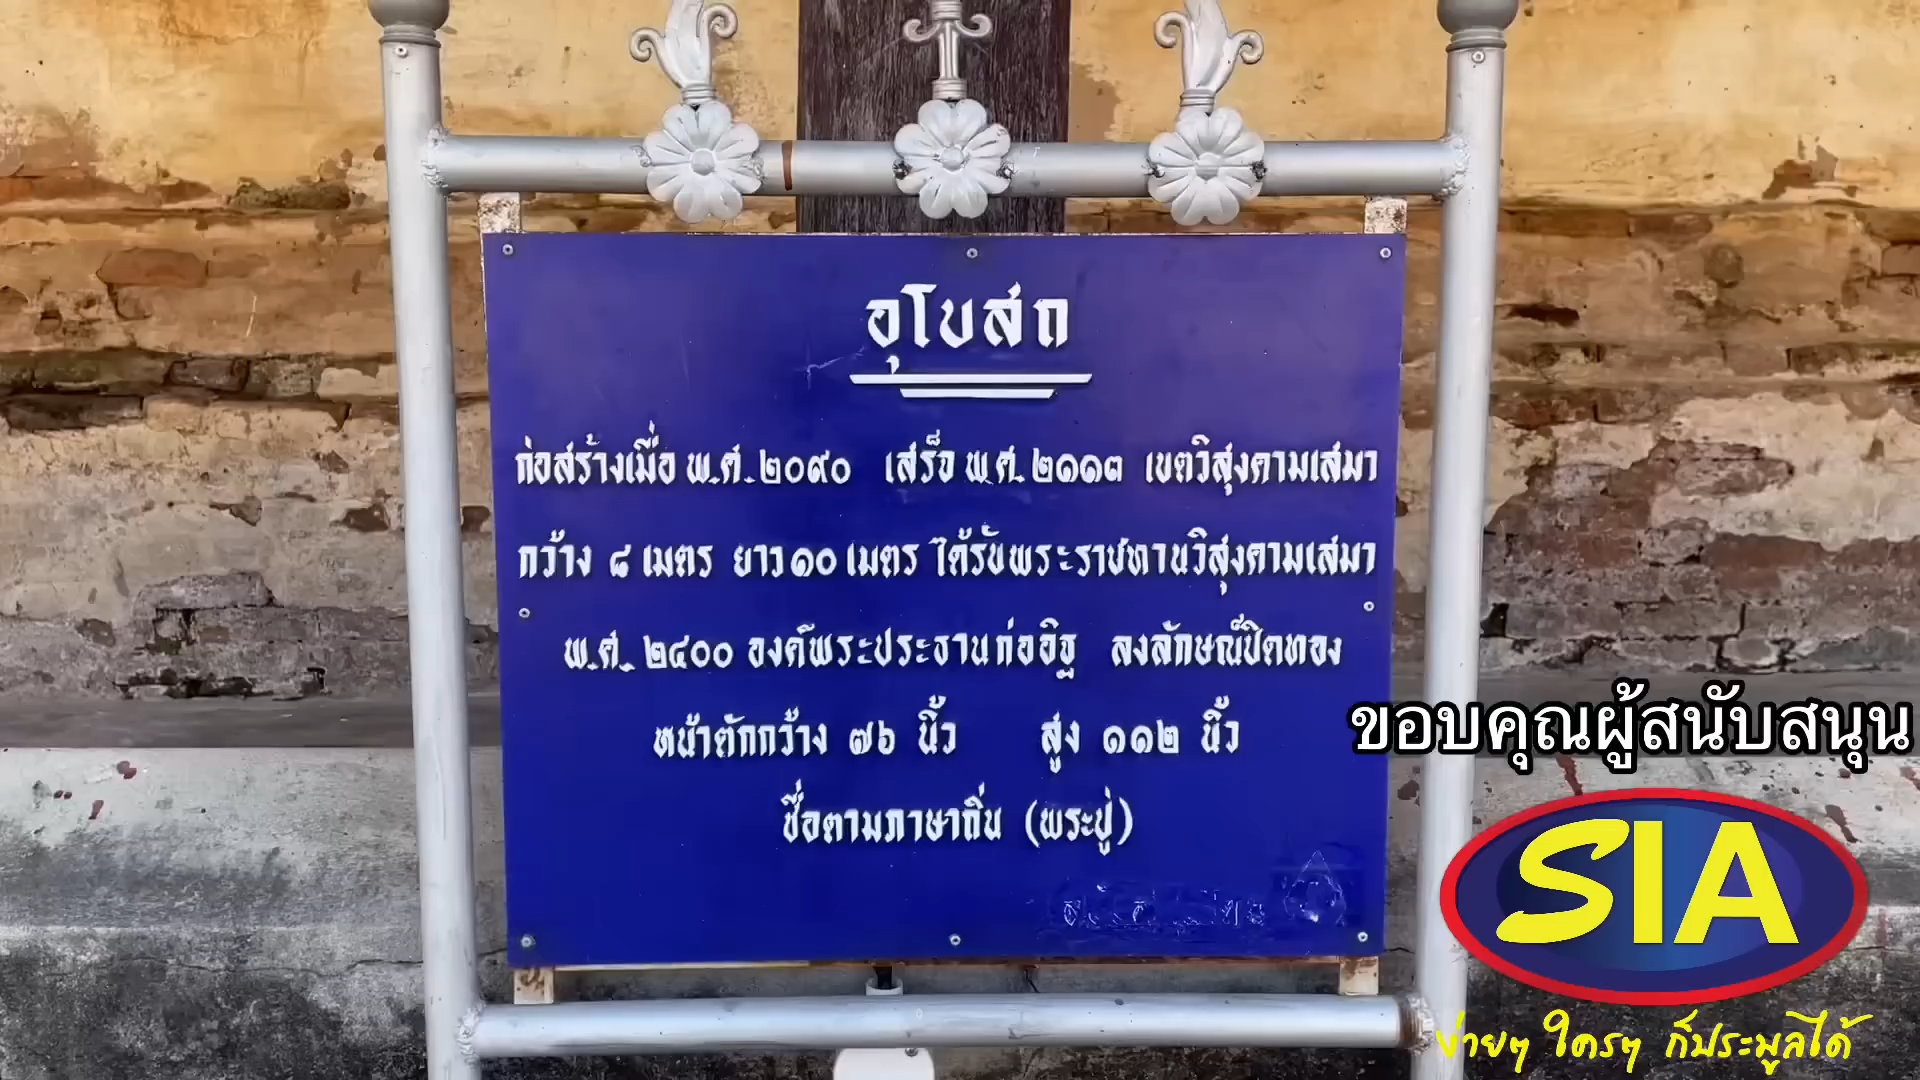 อุโบสถ
ก่อสร้างเมื่อ พ.ศ. ๒๐๙๐ เสร็จ พ.ศ. ๒๑๑๓ เขตวิสุงคามเสมา
กว้าง ๘ เมตร ยาว ๑๐ เมตร ได้รับพระราชทานวิสุงคามเสมา
พ.ศ. ๒๔๐๐ องค์พระประธานก่ออิฐ ลงลักษณ์ปิดทอง
หน้าตักกว้าง ๗๖ นิ้ว สูง ๑๑๒ นิ้ว
ชื่อตามภาษาถิ่น (พระปู่)
ขอบคุณผู้สนับสนุน
SIA
ง่ายๆ ใครๆ ก็ประมูลได้